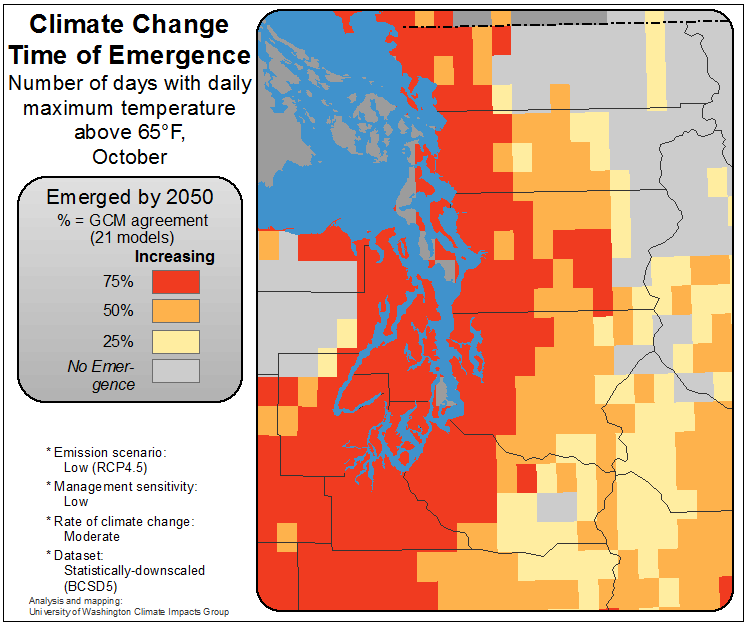 Climate Change
Time of Emergence
Number of days with daily
maximum temperature
above 65°F,
October
Emerged by 2050
% = GCM agreement
(21 models)
Increasing
75%
50%
25%
No Emer-
gence
* Emission scenario:
Low (RCP4.5)
* Management sensitivity:
Low
* Rate of climate change:
Moderate
* Dataset:
Statistically-downscaled
(BCSD5)
Analysis and mapping:
University of Washington Climate Impacts Group